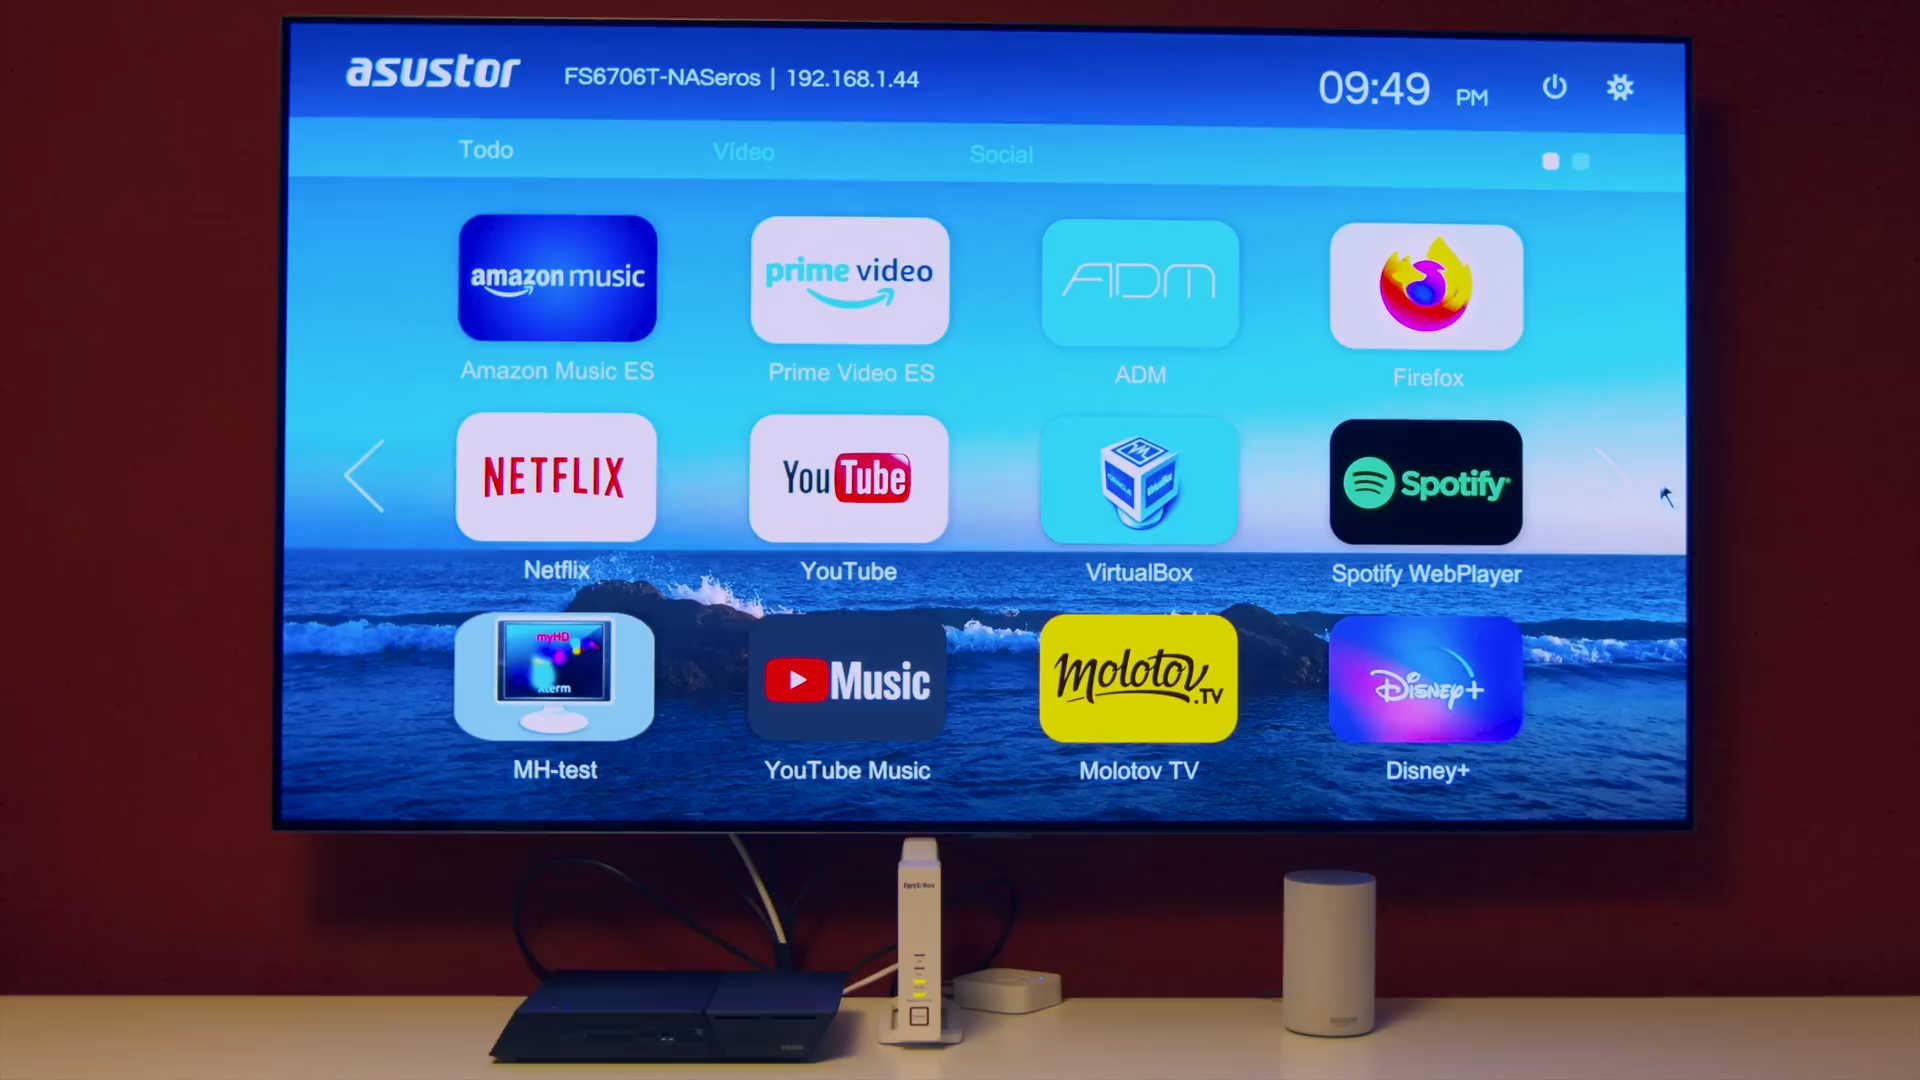 asustor FS6706T-NASeros | 192.168.1.44 09:49 PM
Todo Vídeo Social
amazon music prime video ADM
Amazon Music ES Prime Video ES ADM Firefox
NETFLIX YouTube Spotify
Netflix YouTube VirtualBox Spotify WebPlayer
myHD
Xterm
Music Molotov.TV Disney+
MH-test YouTube Music Molotov TV Disney+